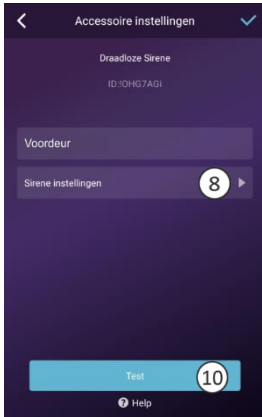 Accessoire instellingen
Draadloze Sirene
ID:!OHG7AGi
Voordeur
Sirene instellingen
8
Test
10
Help